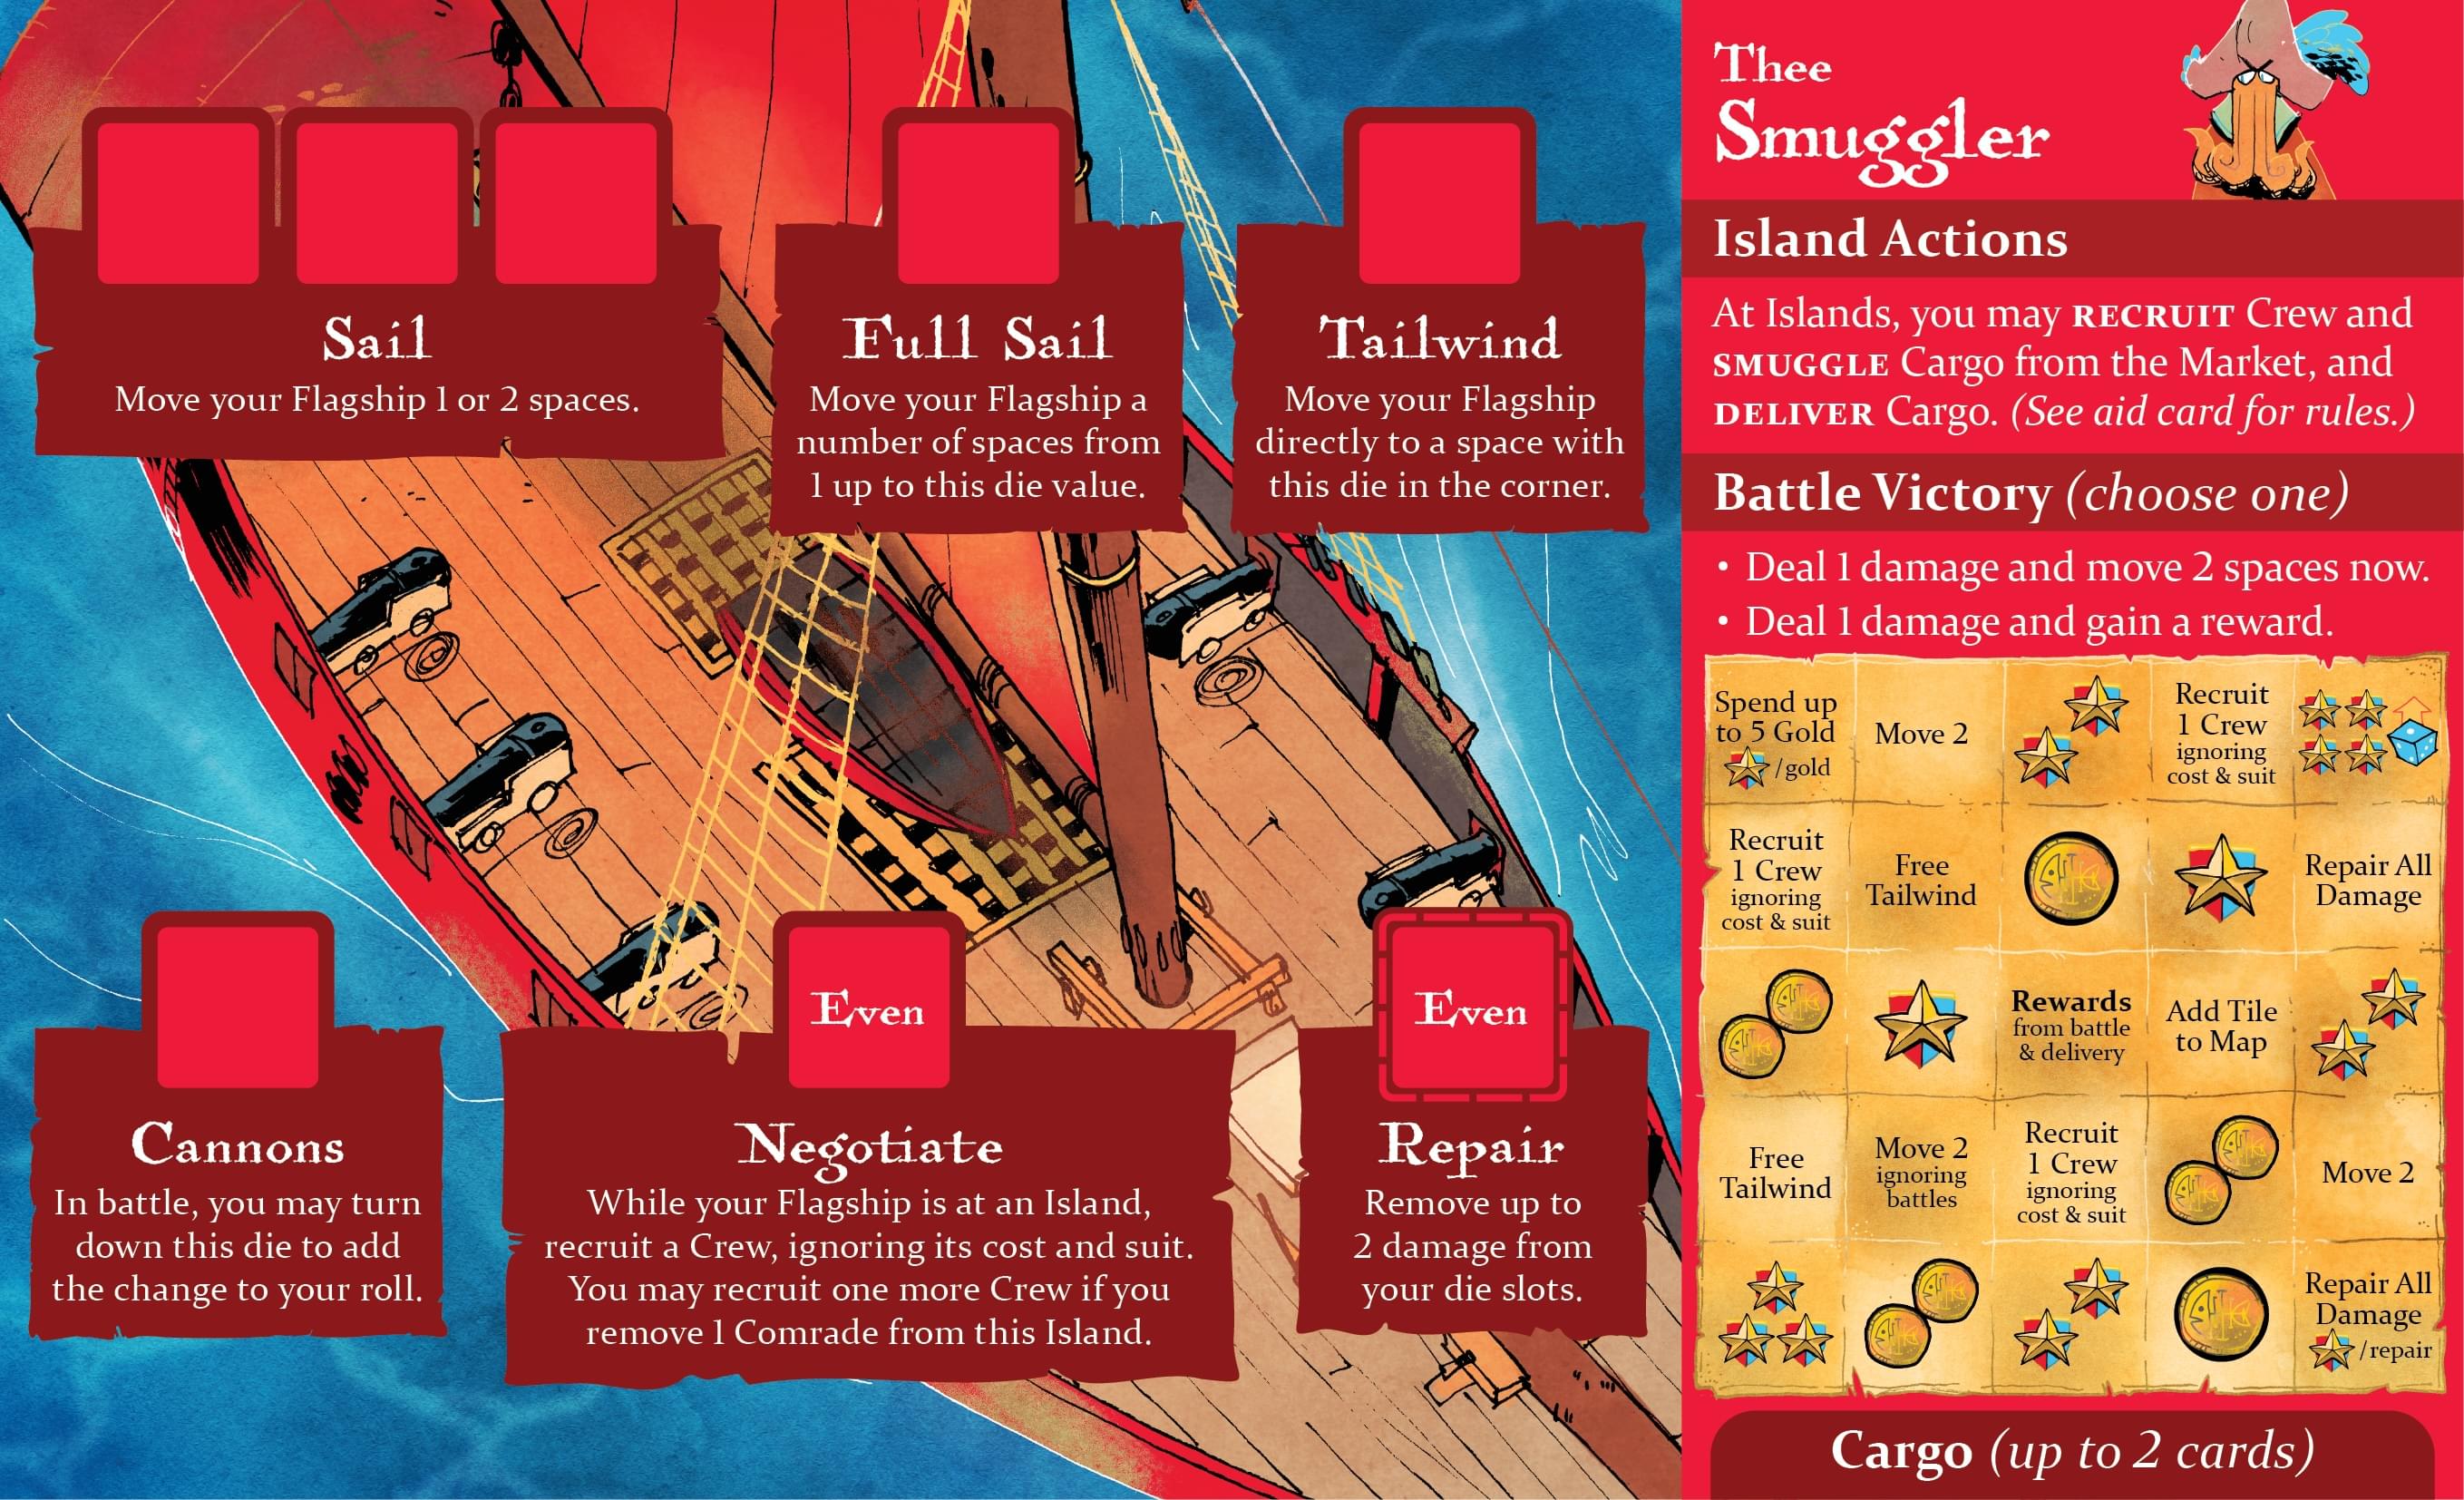 Sail
Move your Flagship 1 or 2 spaces.
Full Sail
Move your Flagship a
number of spaces from
1 up to this die value.
Tailwind
Move your Flagship
directly to a space with
this die in the corner.
Cannons
In battle, you may turn
down this die to add
the change to your roll.
Even
Negotiate
While your Flagship is at an Island,
recruit a Crew, ignoring its cost and suit.
You may recruit one more Crew if you
remove 1 Comrade from this Island.
Even
Repair
Remove up to
2 damage from
your die slots.
Thee
Smuggler
Island Actions
At Islands, you may RECRUIT Crew and
SMUGGLE Cargo from the Market, and
DELIVER Cargo. (See aid card for rules.)
Battle Victory (choose one)
• Deal 1 damage and move 2 spaces now.
• Deal 1 damage and gain a reward.
Spend up
to 5 Gold
/gold
Move 2
Recruit
1 Crew
ignoring
cost & suit
Recruit
1 Crew
ignoring
cost & suit
Free
Tailwind
Repair All
Damage
Rewards
from battle
& delivery
Add Tile
to Map
Free
Tailwind
Move 2
ignoring
battles
Recruit
1 Crew
ignoring
cost & suit
Move 2
Repair All
Damage
/repair
Cargo (up to 2 cards)